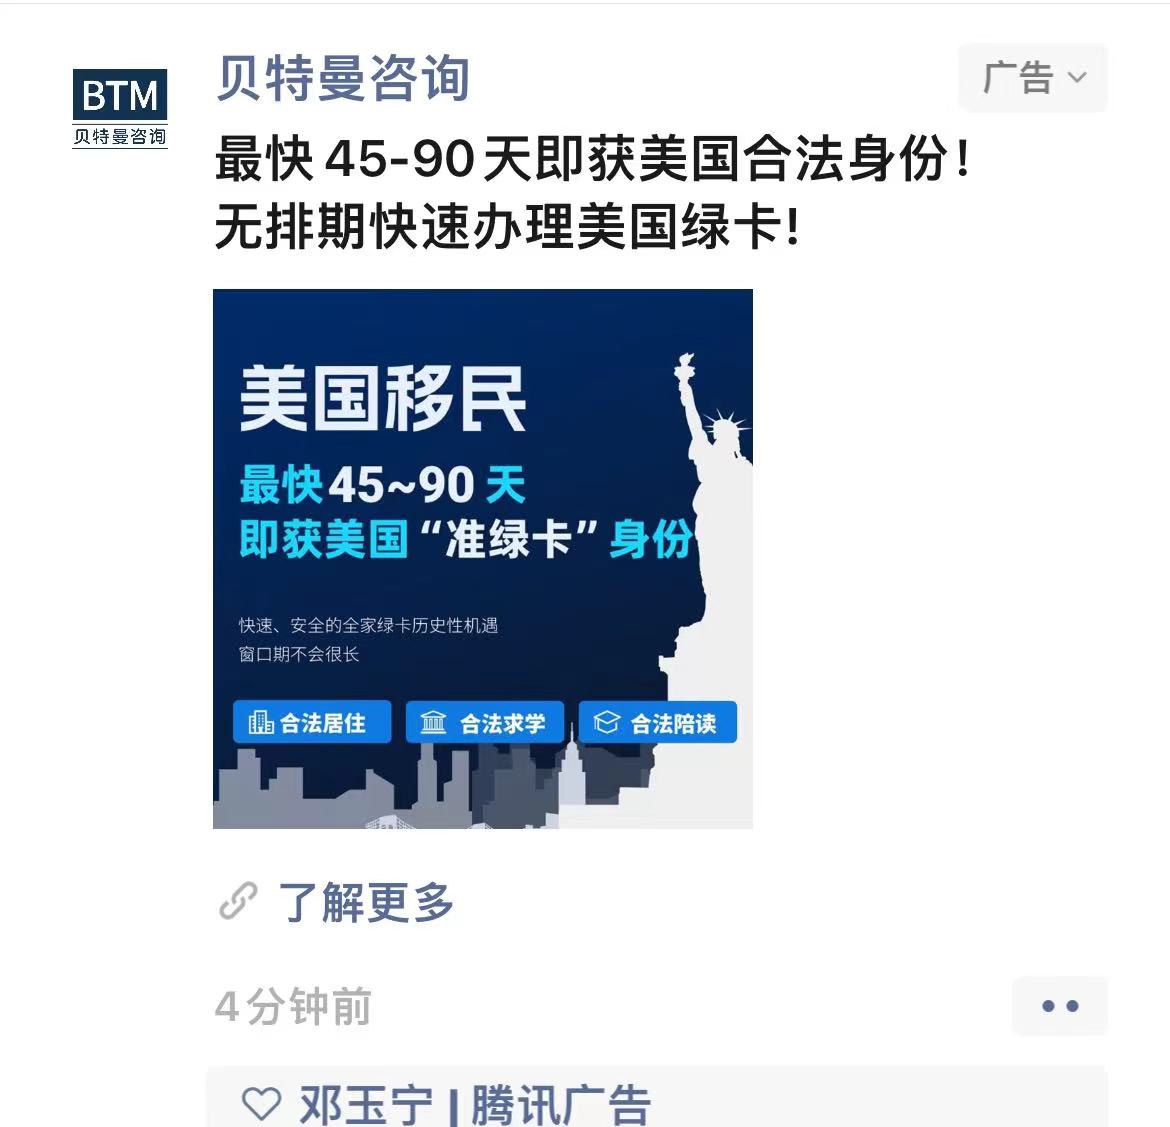 贝特曼咨询
广告
BTM
贝特曼咨询
最快45-90天即获美国合法身份！
无排期快速办理美国绿卡！
美国移民
最快45~90天
即获美国“准绿卡”身份
快速、安全的全家绿卡历史性机遇
窗口期不会很长
合法居住
合法求学
合法陪读
了解更多
4分钟前
邓玉宁 | 腾讯广告